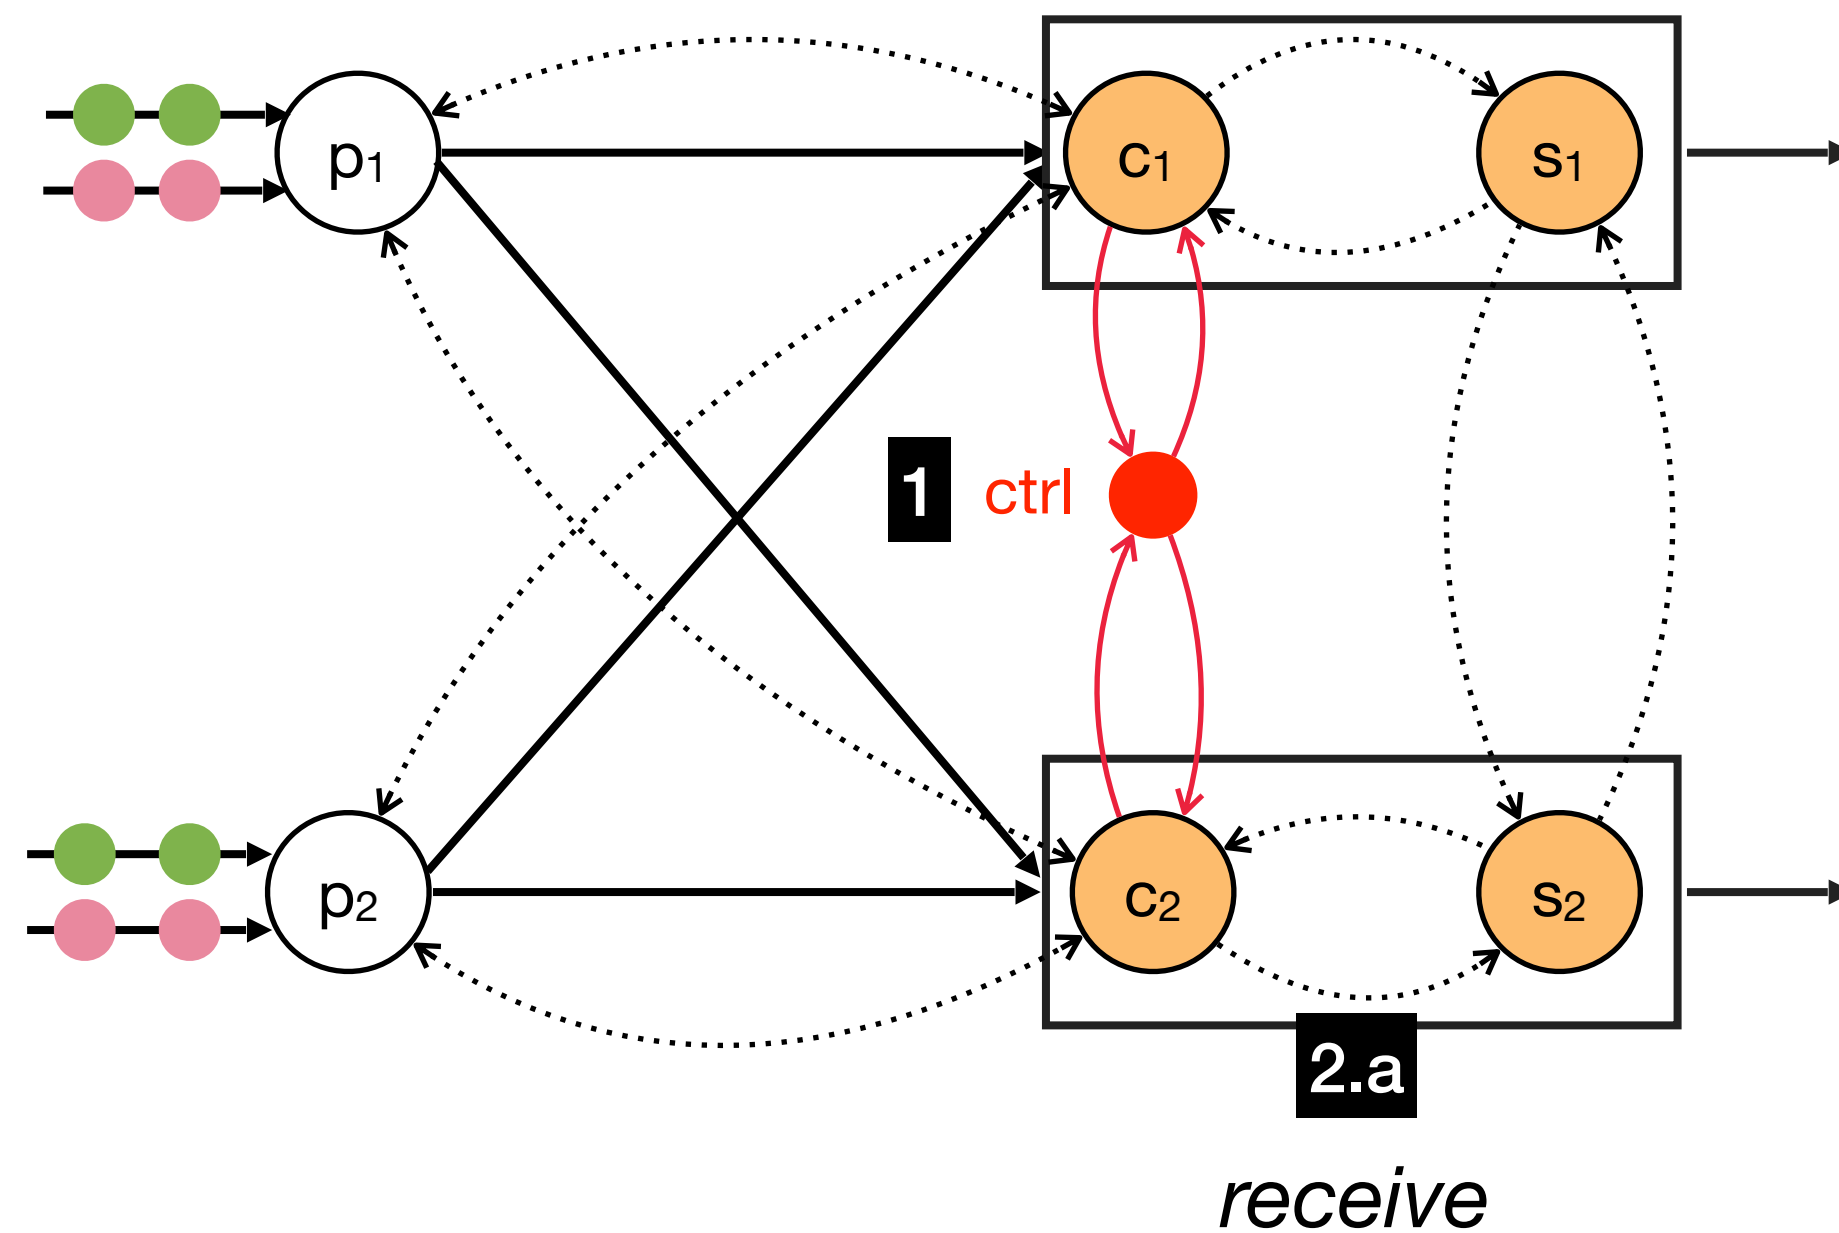 p₁
c₁
s₁
1 ctrl
p₂
c₂
s₂
2.a
receive